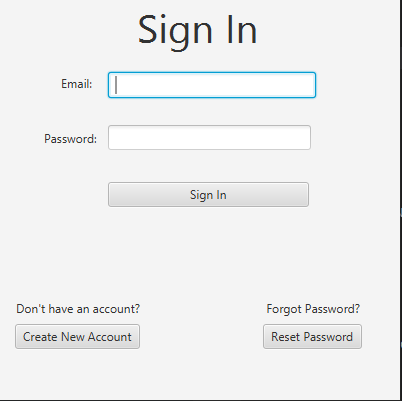 Sign In
Email:
Password:
Sign In
Don't have an account?
Forgot Password?
Create New Account
Reset Password